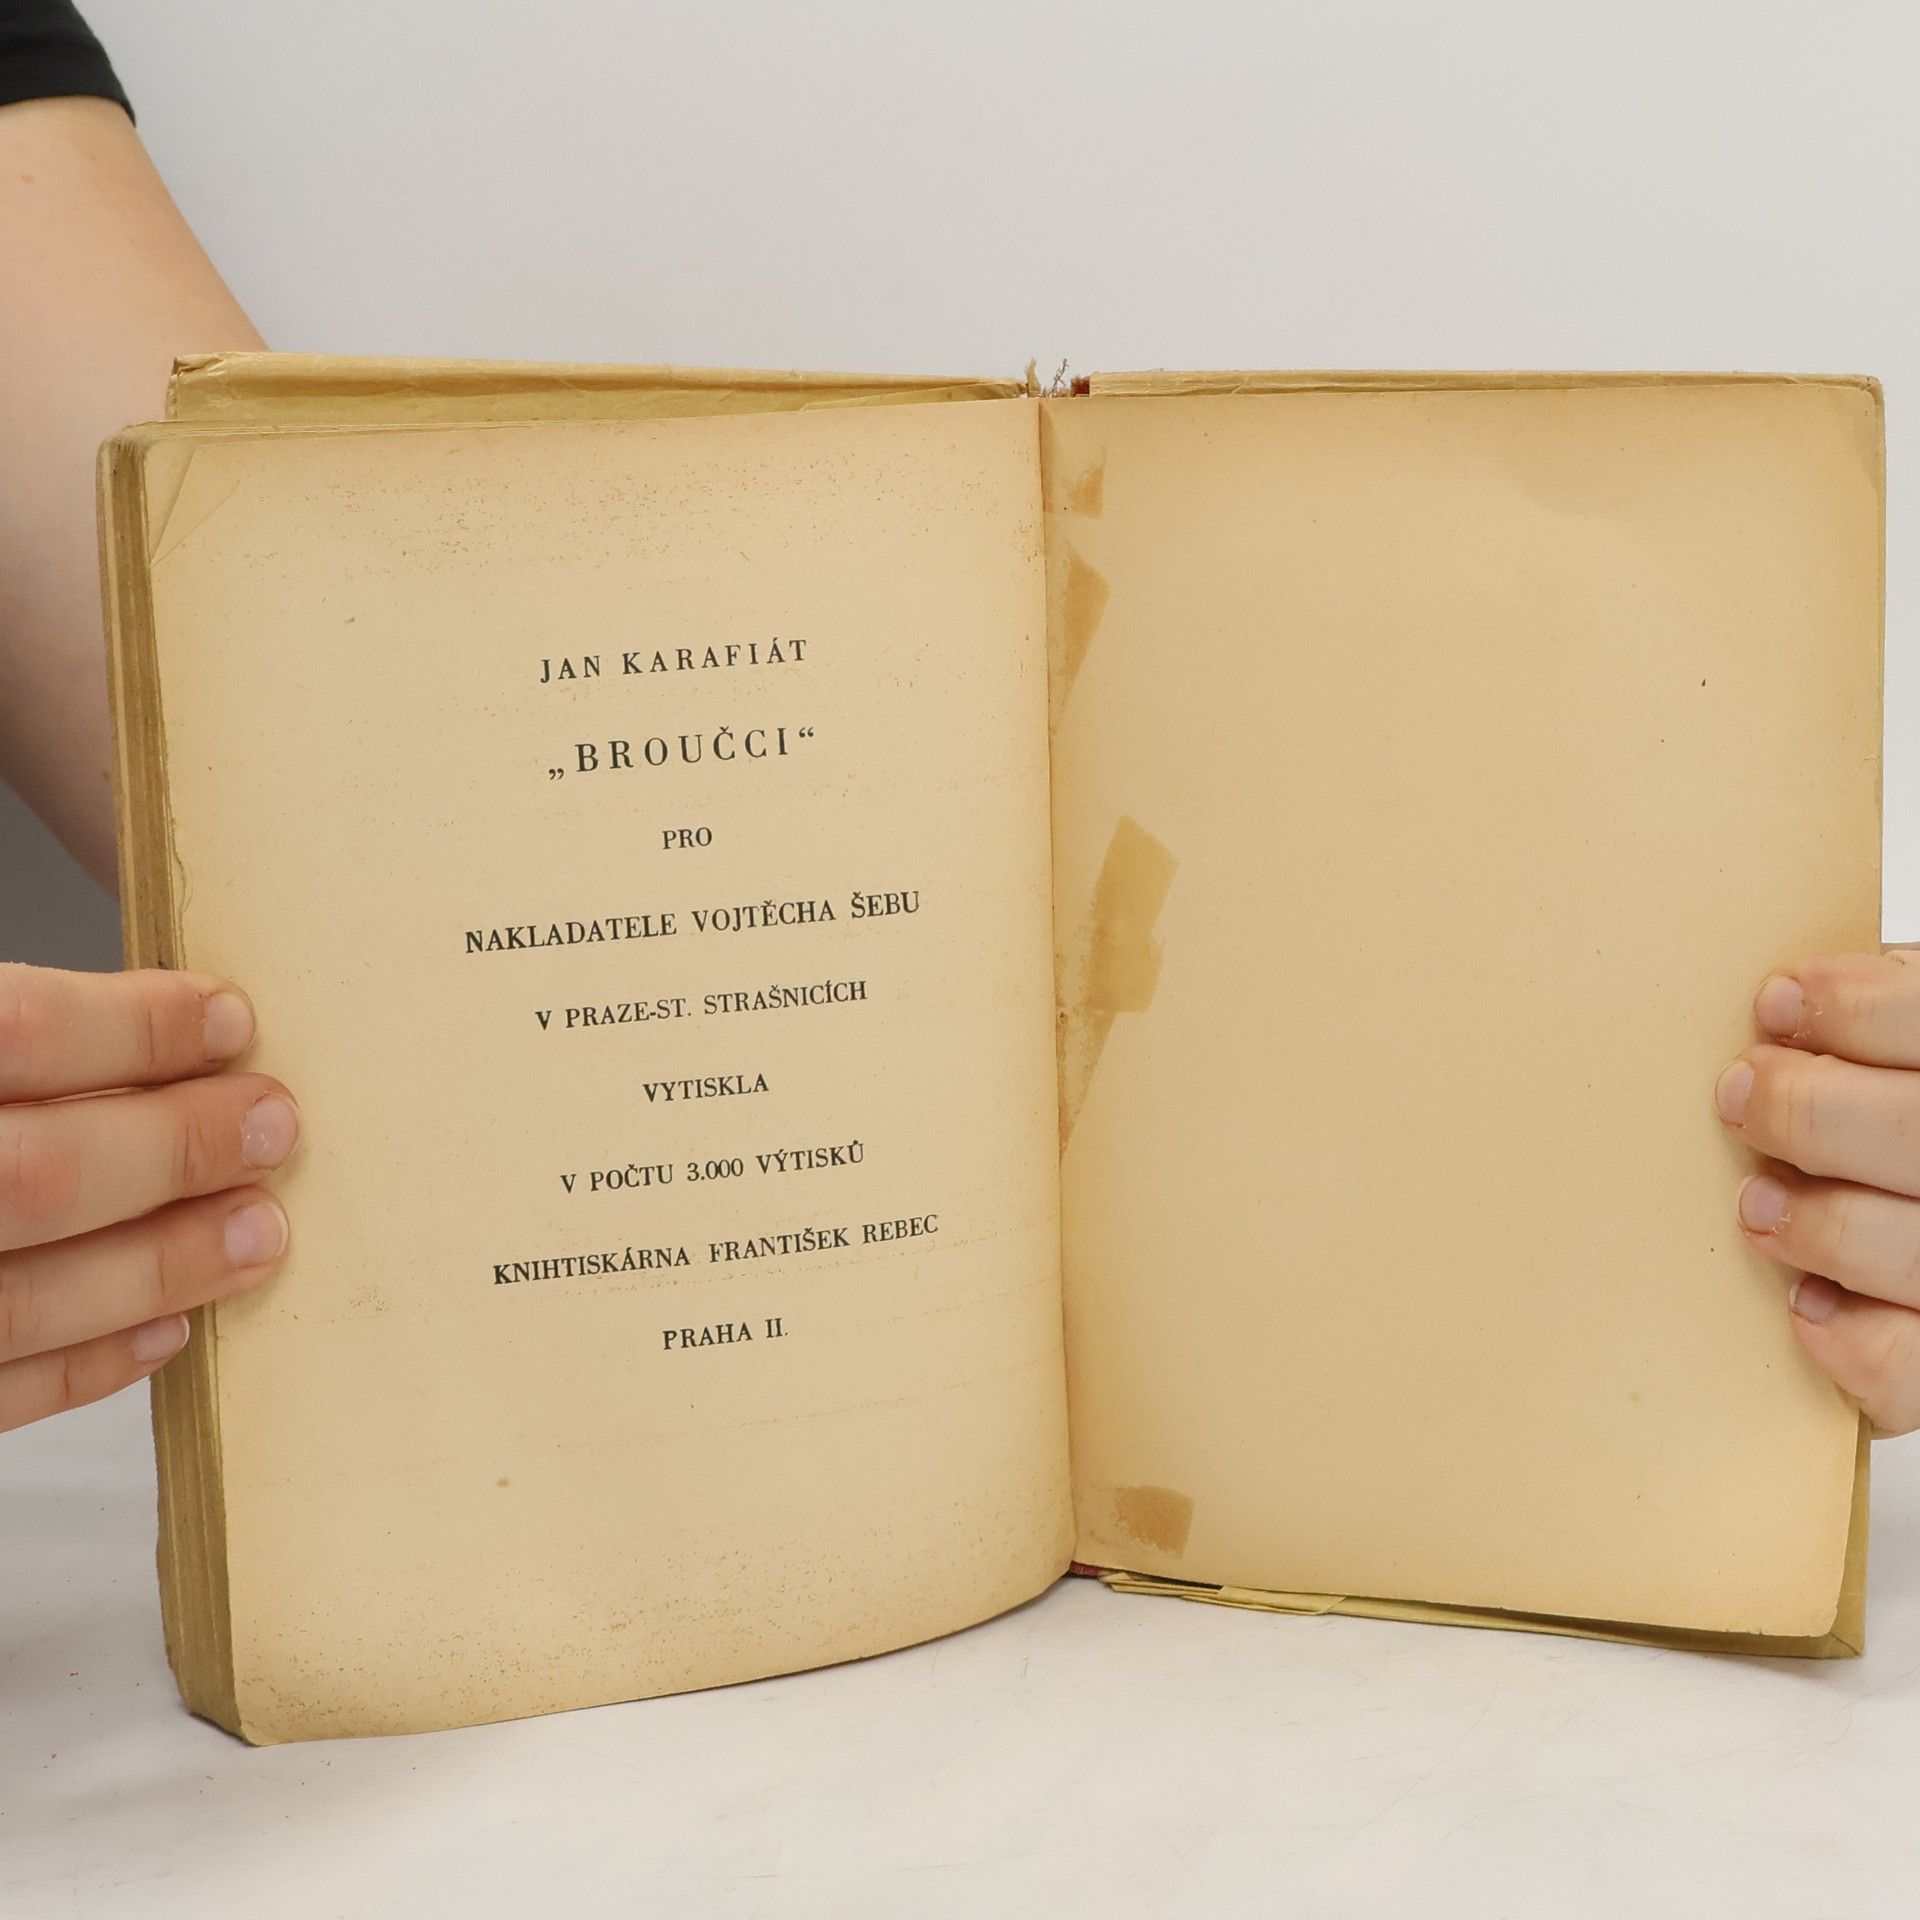 JAN KARAFIÁT
„BROUČCI“
PRO
NAKLADATELE VOJTĚCHA ŠEBU
V PRAZE-ST. STRAŠNICÍCH
VYTISKLA
V POČTU 3.000 VÝTISKŮ
KNIHTISKÁRNA FRANTIŠEK REBEC
PRAHA II.